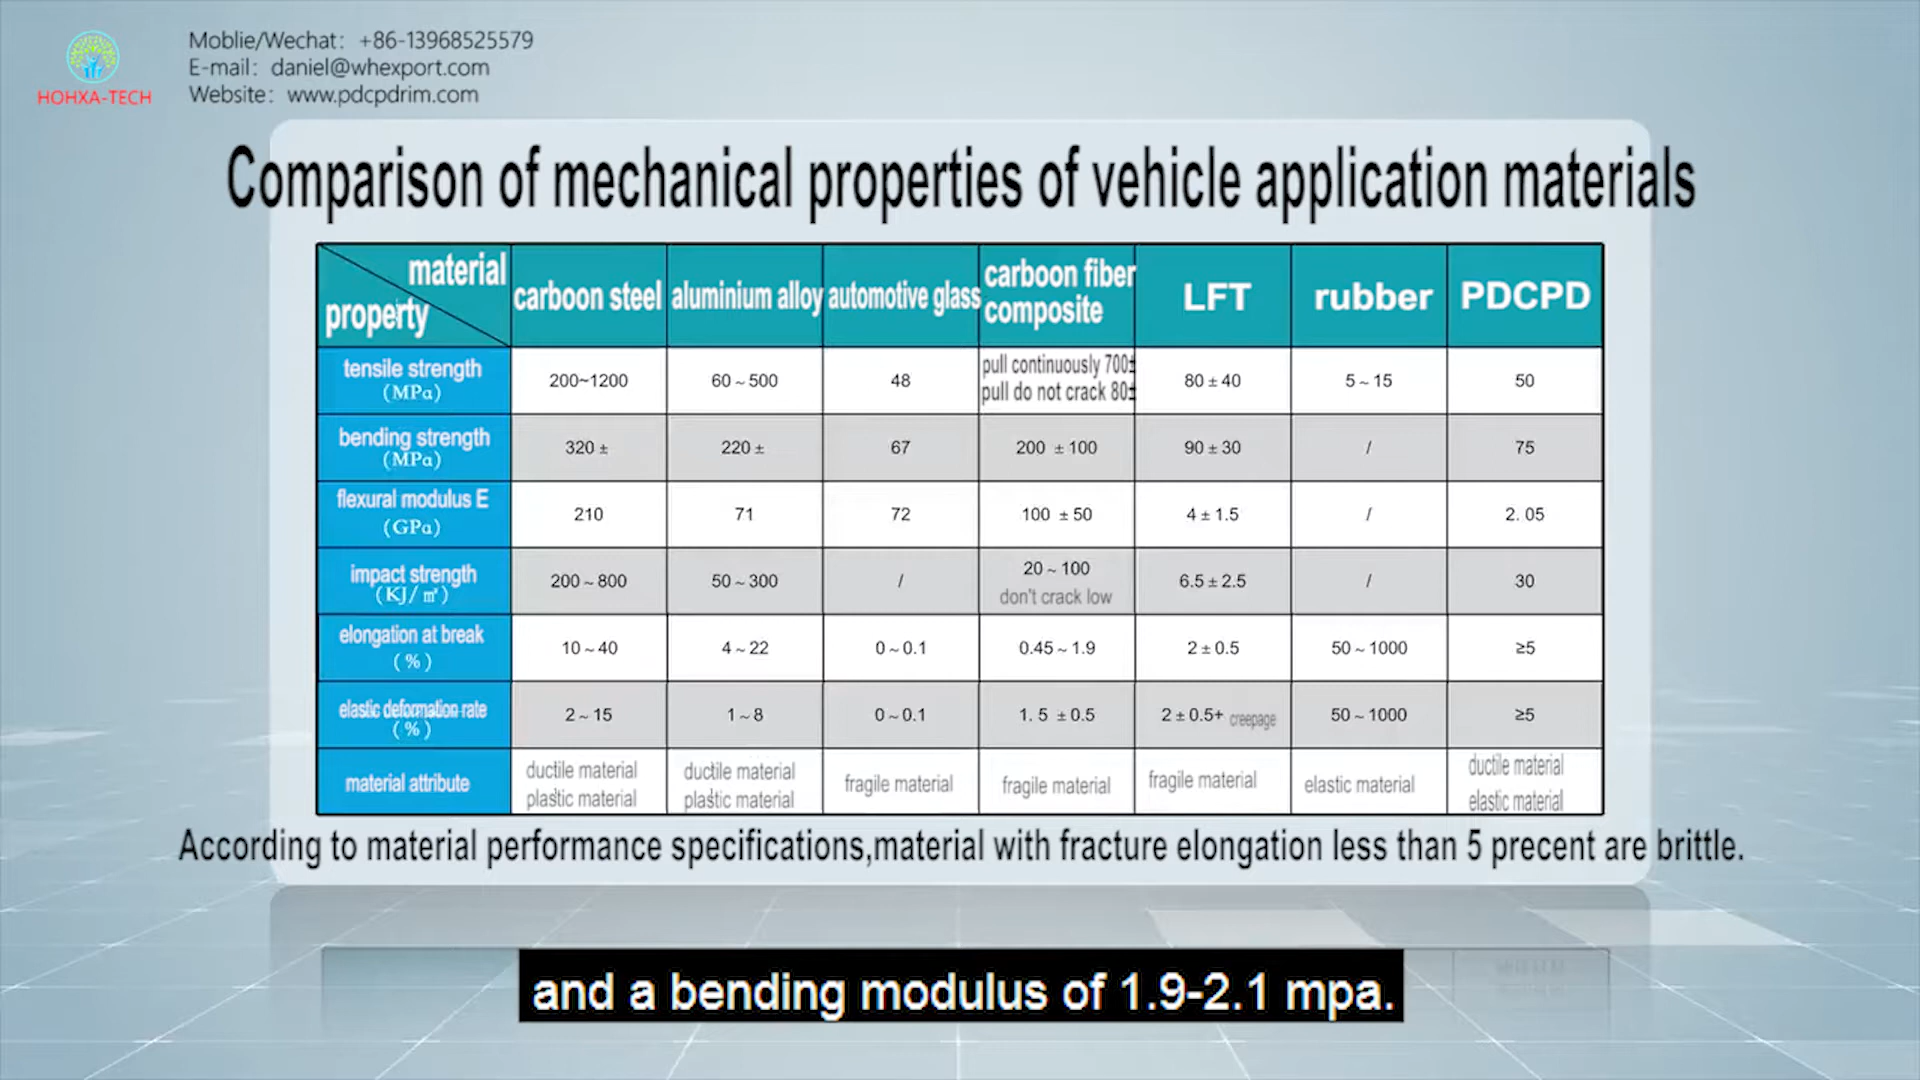 HOHXA-TECH
Moblie/Wechat: +86-13968525579
E-mail: daniel@whexport.com
Website: www.pdcpdrim.com
Comparison of mechanical properties of vehicle application materials
material
property
carboon steel
aluminium alloy
automotive glass
carboon fiber
composite
LFT
rubber
PDCPD
tensile strength
(MPa)
200~1200
60~500
48
pull continuously 700±
pull do not crack 80±
80±40
5~15
50
bending strength
(MPa)
320±
220±
67
200 ±100
90±30
/
75
flexural modulus E
(GPa)
210
71
72
100 ±50
4±1.5
/
2. 05
impact strength
(KJ/㎡)
200~800
50~300
/
20~100
don't crack low
6.5±2.5
/
30
elongation at break
(%)
10~40
4~22
0~0.1
0.45~1.9
2±0.5
50~1000
≥5
elastic deformation rate
(%)
2~15
1~8
0~0.1
1. 5 ±0.5
2±0.5+ creepage
50~1000
≥5
material attribute
ductile material
plastic material
ductile material
plastic material
fragile material
fragile material
fragile material
elastic material
ductile material
elastic material
According to material performance specifications,material with fracture elongation less than 5 precent are brittle.
and a bending modulus of 1.9-2.1 mpa.